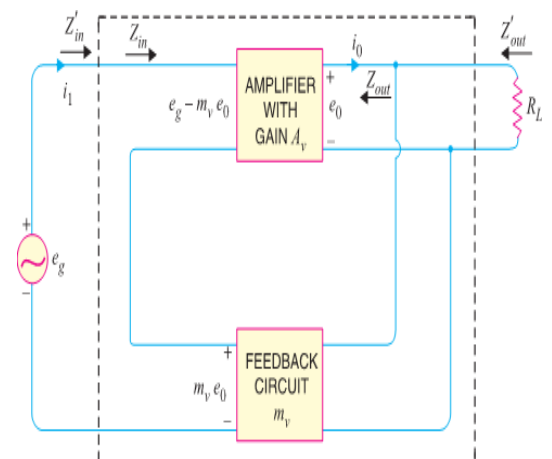 Z'in
Zin
i0
Z'out
i1
AMPLIFIER
WITH
GAIN Av
eg – mv e0
+
e0
–
Zout
RL
+
eg
–
+
mv e0
–
FEEDBACK
CIRCUIT
mv